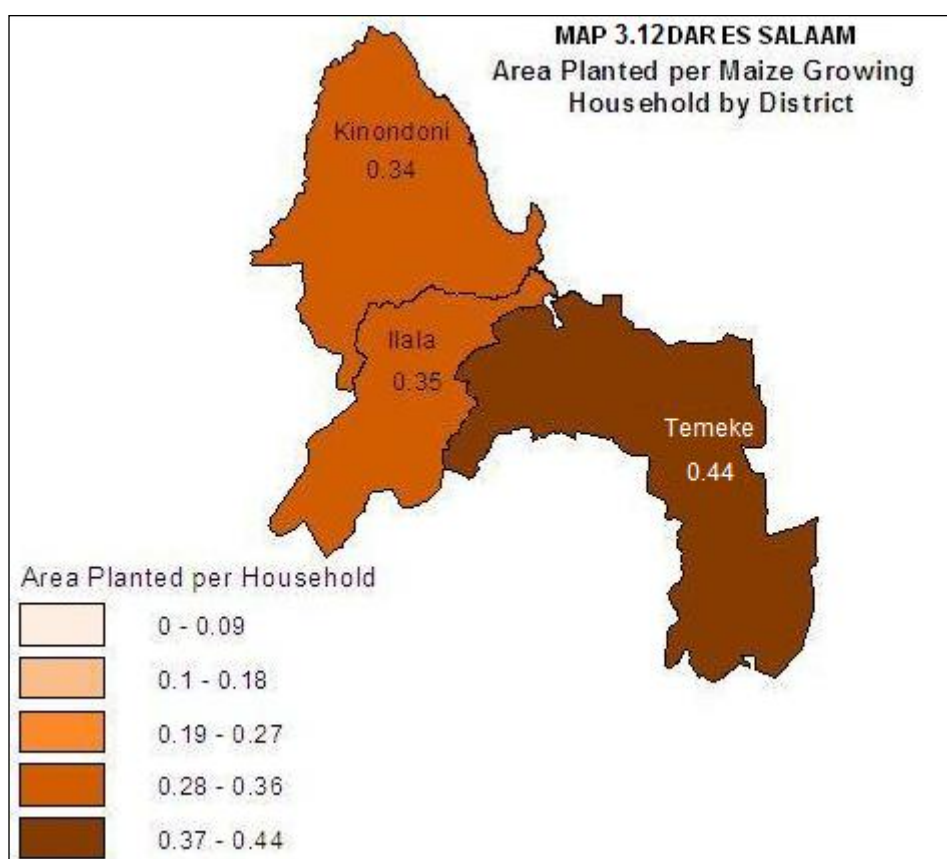 MAP 3.12DAR ES SALAAM
Area Planted per Maize Growing
Household by District
Kinondoni
0.34
Ilala
0.35
Temeke
0.44
Area Planted per Household
0 - 0.09
0.1 - 0.18
0.19 - 0.27
0.28 - 0.36
0.37 - 0.44